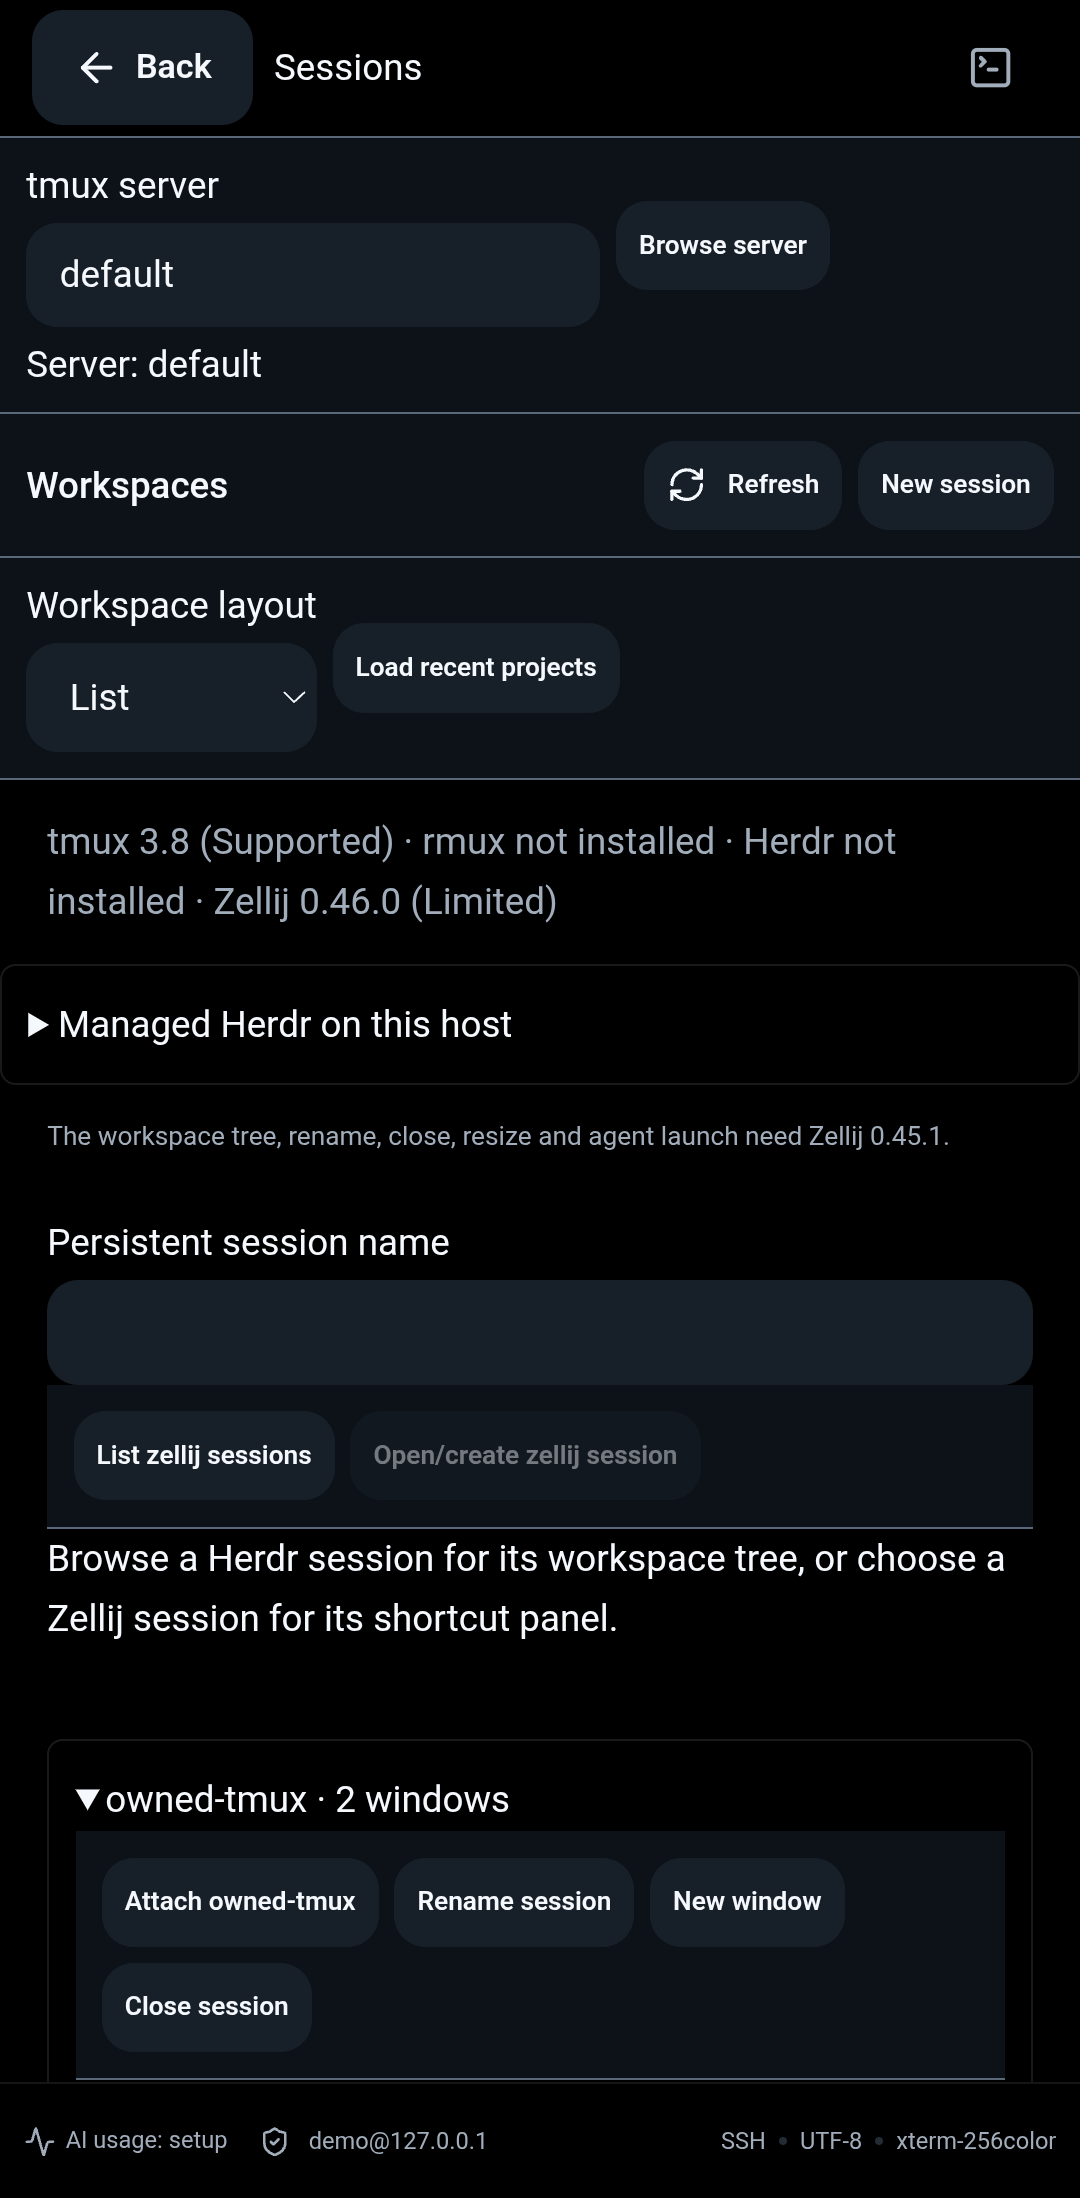 Back Sessions
tmux server
default
Browse server
Server: default
Workspaces
Refresh New session
Workspace layout
List
Load recent projects
tmux 3.8 (Supported) · rmux not installed · Herdr not
installed · Zellij 0.46.0 (Limited)
Managed Herdr on this host
The workspace tree, rename, close, resize and agent launch need Zellij 0.45.1.
Persistent session name
List zellij sessions Open/create zellij session
Browse a Herdr session for its workspace tree, or choose a
Zellij session for its shortcut panel.
owned-tmux · 2 windows
Attach owned-tmux Rename session New window
Close session
AI usage: setup demo@127.0.0.1 SSH • UTF-8 • xterm-256color